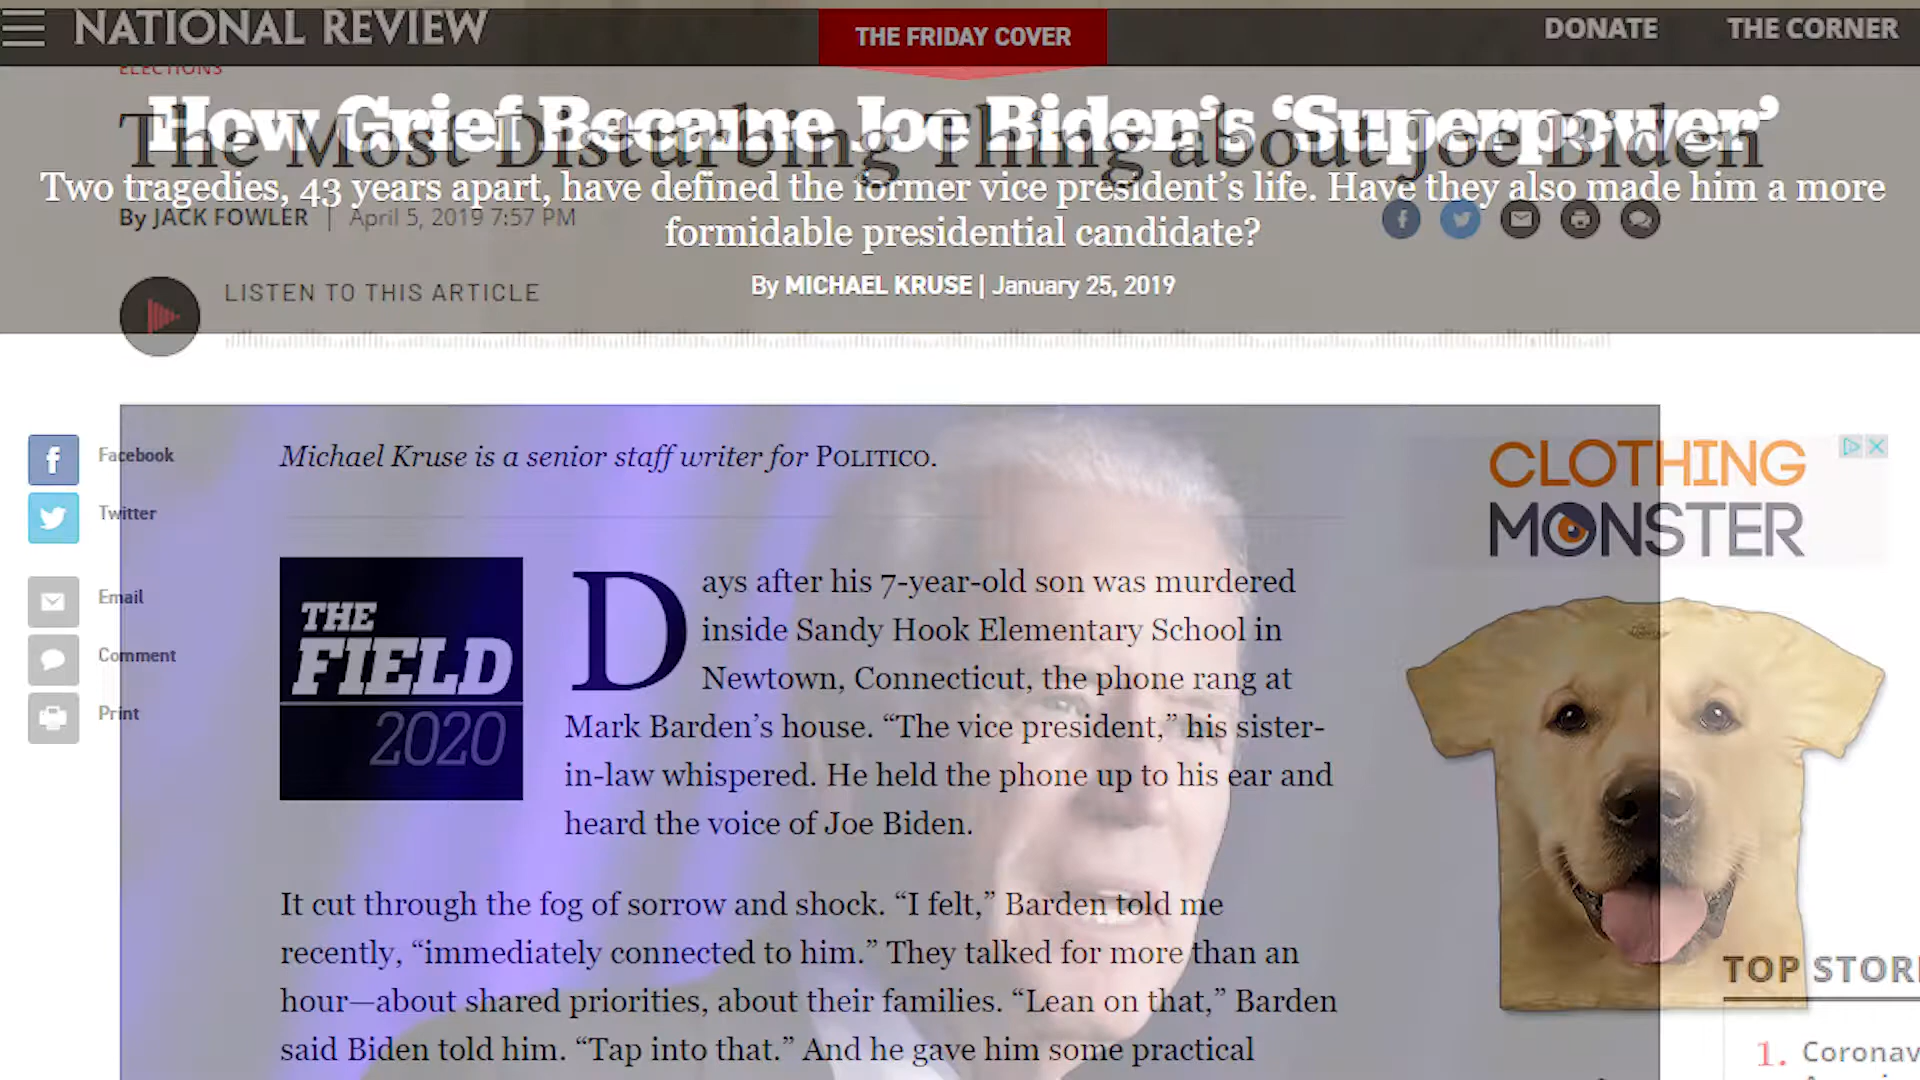 NATIONAL REVIEW
THE FRIDAY COVER
DONATE
THE CORNER
ELECTIONS
How Grief Became Joe Biden’s ‘Superpower’
The Most Disturbing Thing about Joe Biden
Two tragedies, 43 years apart, have defined the former vice president’s life. Have they also made him a more
formidable presidential candidate?
By JACK FOWLER | April 5, 2019 7:57 PM
By MICHAEL KRUSE | January 25, 2019
LISTEN TO THIS ARTICLE
Facebook
Twitter
Email
Comment
Print
Michael Kruse is a senior staff writer for POLITICO.
THE
FIELD
2020
Days after his 7-year-old son was murdered
inside Sandy Hook Elementary School in
Newtown, Connecticut, the phone rang at
Mark Barden’s house. “The vice president,” his sister-
in-law whispered. He held the phone up to his ear and
heard the voice of Joe Biden.
It cut through the fog of sorrow and shock. “I felt,” Barden told me
recently, “immediately connected to him.” They talked for more than an
hour—about shared priorities, about their families. “Lean on that,” Barden
said Biden told him. “Tap into that.” And he gave him some practical
CLOTHING
MONSTER
TOP STORI
1. Coronav